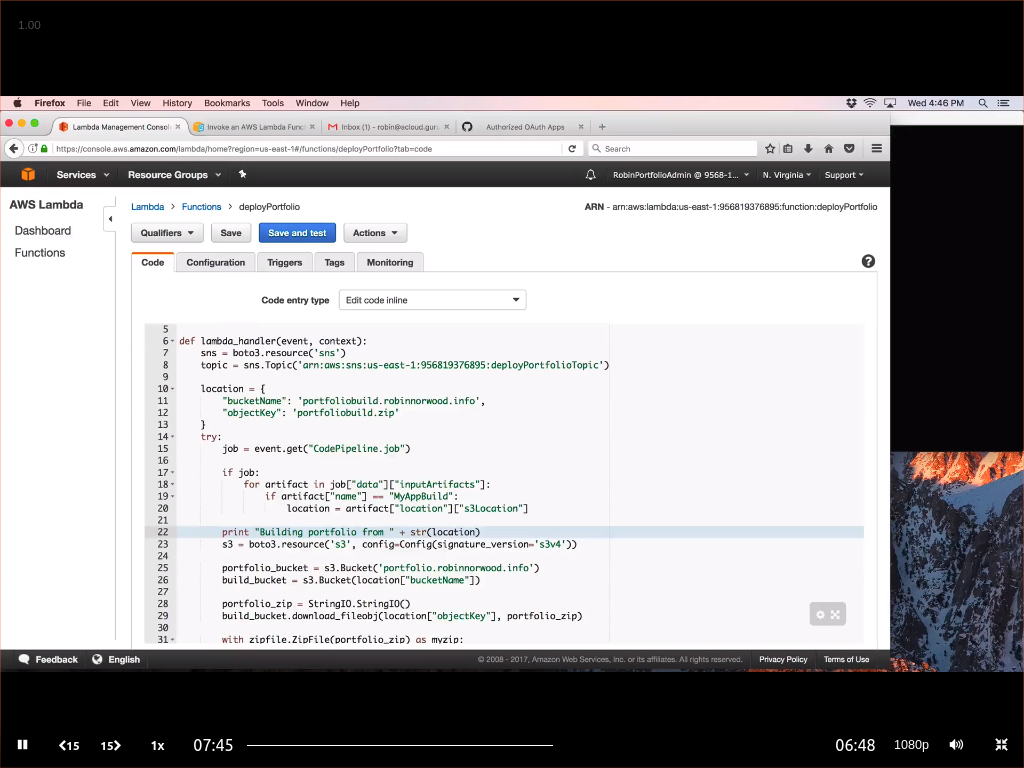 1.00
Firefox File Edit View History Bookmarks Tools Window Help Wed 4:46 PM
Lambda Management Consol Invoke an AWS Lambda Func Inbox (1) - robin@acloud.guru Authorized OAuth Apps
https://console.aws.amazon.com/lambda/home?region=us-east-1#/functions/deployPortfolio?tab=code Search
Services Resource Groups RobinPortfolioAdmin @ 9568-1... N. Virginia Support
AWS Lambda
Dashboard
Functions
Lambda > Functions > deployPortfolio ARN - arn:aws:lambda:us-east-1:956819376895:function:deployPortfolio
Qualifiers Save Save and test Actions
Code Configuration Triggers Tags Monitoring ?
Code entry type Edit code inline
5
6 def lambda_handler(event, context):
7 sns = boto3.resource('sns')
8 topic = sns.Topic('arn:aws:sns:us-east-1:956819376895:deployPortfolioTopic')
9
10 location = {
11 "bucketName": 'portfoliobuild.robinnorwood.info',
12 "objectKey": 'portfoliobuild.zip'
13 }
14 try:
15 job = event.get("CodePipeline.job")
16
17 if job:
18 for artifact in job["data"]["inputArtifacts"]:
19 if artifact["name"] == "MyAppBuild":
20 location = artifact["location"]["s3Location"]
21
22 print "Building portfolio from " + str(location)
23 s3 = boto3.resource('s3', config=Config(signature_version='s3v4'))
24
25 portfolio_bucket = s3.Bucket('portfolio.robinnorwood.info')
26 build_bucket = s3.Bucket(location["bucketName"])
27
28 portfolio_zip = StringIO.StringIO()
29 build_bucket.download_fileobj(location["objectKey"], portfolio_zip)
30
31 with zipfile.ZipFile(portfolio_zip) as myzip:
Feedback English © 2008 - 2017, Amazon Web Services, Inc. or its affiliates. All rights reserved. Privacy Policy Terms of Use
15 15 1x 07:45 06:48 1080p